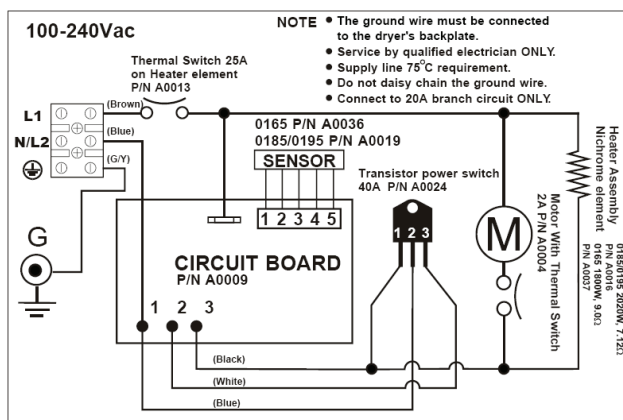 100-240Vac
NOTE • The ground wire must be connected
to the dryer's backplate.
• Service by qualified electrician ONLY.
• Supply line 75°C requirement.
• Do not daisy chain the ground wire.
• Connect to 20A branch circuit ONLY.
Thermal Switch 25A
on Heater element
P/N A0013
L1
(Brown)
N/L2
(Blue)
(G/Y)
G
0165 P/N A0036
0185/0195 P/N A0019
SENSOR
1 2 3 4 5
Transistor power switch
40A P/N A0024
1 2 3
M
Motor With Thermal Switch
2A P/N A0004
Heater Assembly
Nichrome element
0185/0195 2020W, 7.12Ω
P/N A0016
0165 1800W, 9.0Ω
P/N A0037
CIRCUIT BOARD
P/N A0009
1 2 3
(Black)
(White)
(Blue)